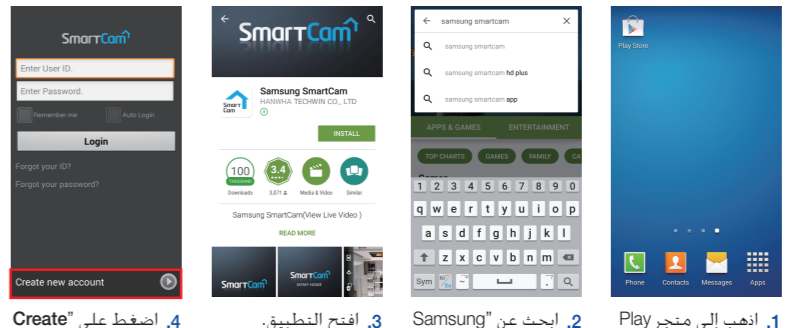 Play Store
Phone
Contacts
Messages
Apps
1. اذهب إلى متجر Play
samsung smartcam
samsung smartcam
samsung smartcam hd plus
samsung smartcam app
APPS & GAMES
ENTERTAINMENT
TOP CHARTS
GAMES
FAMILY
1 2 3 4 5 6 7 8 9 0
q w e r t y u i o p
a s d f g h j k l
z x c v b n m
Sym
2. ابحث عن "Samsung
SmartCam
Smart Cam
Samsung SmartCam
HANWHA TECHWIN CO,. LTD
INSTALL
100
THOUSAND
3.4
Downloads
3,071
Media & Video
Similar
Samsung SmartCam(View Live Video )
READ MORE
SmartCam
SmartCam
3. افتح التطبيق.
SmartCam
Enter User ID.
Enter Password.
Remember me
Auto Login
Login
Forgot your ID?
Forgot your password?
Create new account
4. اضغط على "Create